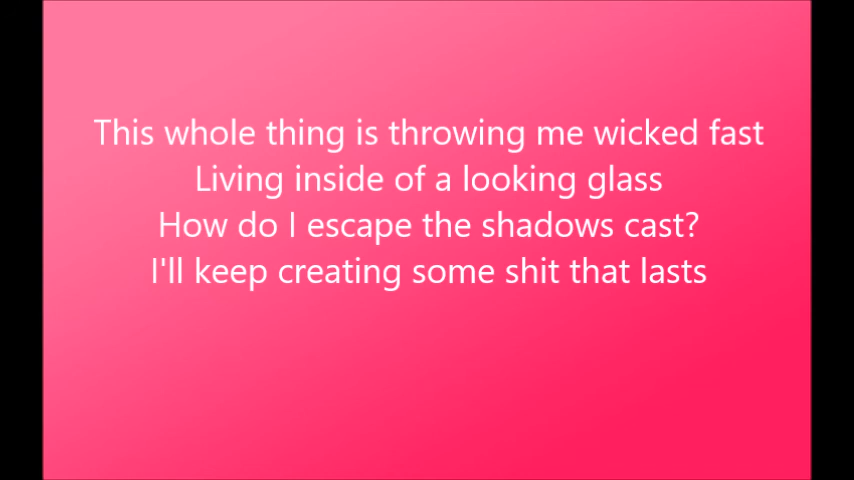 This whole thing is throwing me wicked fast
Living inside of a looking glass
How do I escape the shadows cast?
I'll keep creating some shit that lasts